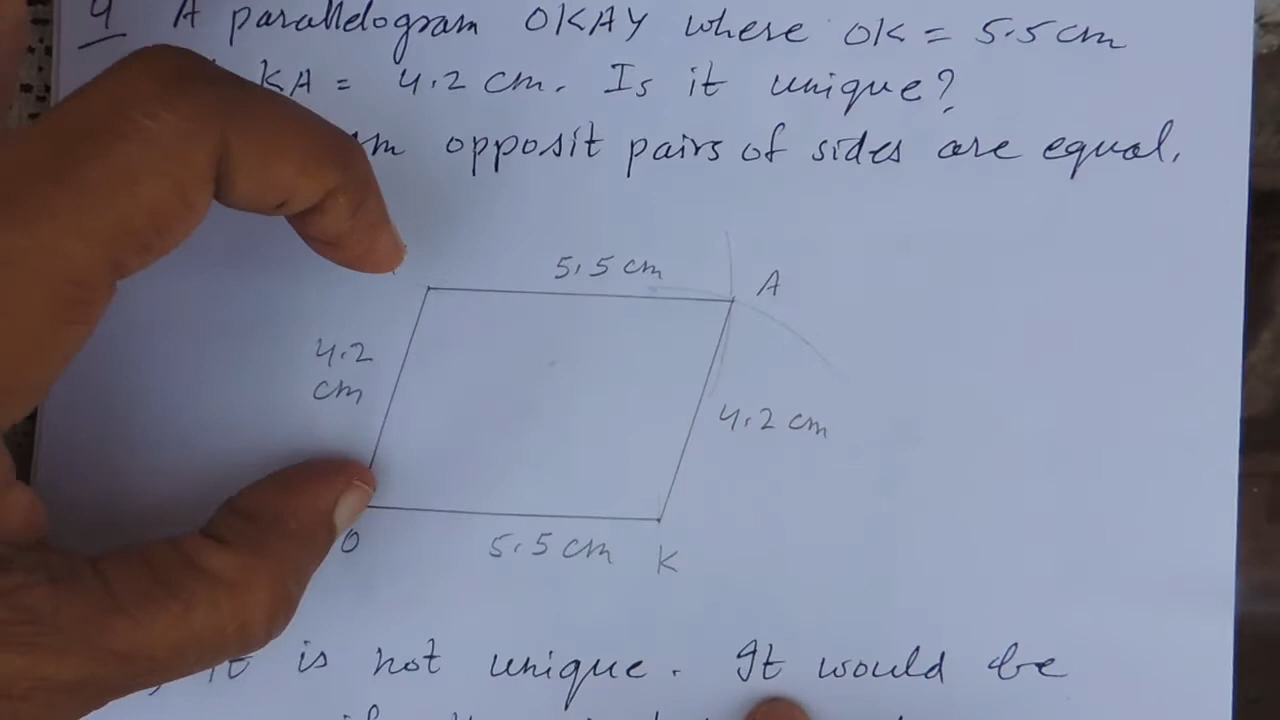 4 A parallelogram OKAY where OK = 5.5 cm
KA = 4.2 cm. Is it unique?
opposit pairs of sides are equal.
5.5 cm
A
4.2
cm
4.2 cm
O
5.5 cm
K
it is not unique. It would be